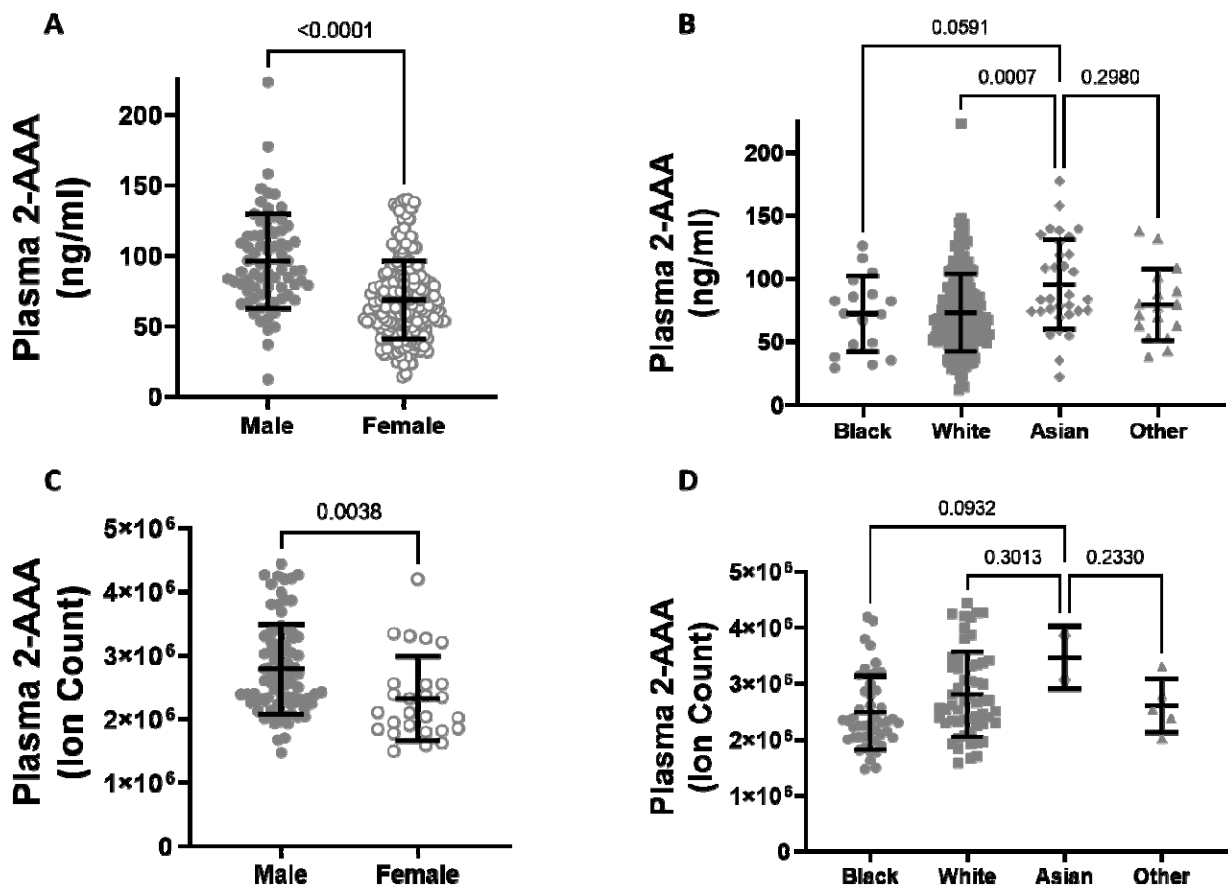 A
<0.0001
Plasma 2-AAA
(ng/ml)
200
150
100
50
0
Male
Female
B
0.0591
0.0007
0.2980
Plasma 2-AAA
(ng/ml)
200
150
100
50
0
Black
White
Asian
Other
C
0.0038
Plasma 2-AAA
(Ion Count)
5×10⁶
4×10⁶
3×10⁶
2×10⁶
1×10⁶
0
Male
Female
D
0.0932
0.3013
0.2330
Plasma 2-AAA
(Ion Count)
5×10⁶
4×10⁶
3×10⁶
2×10⁶
1×10⁶
0
Black
White
Asian
Other